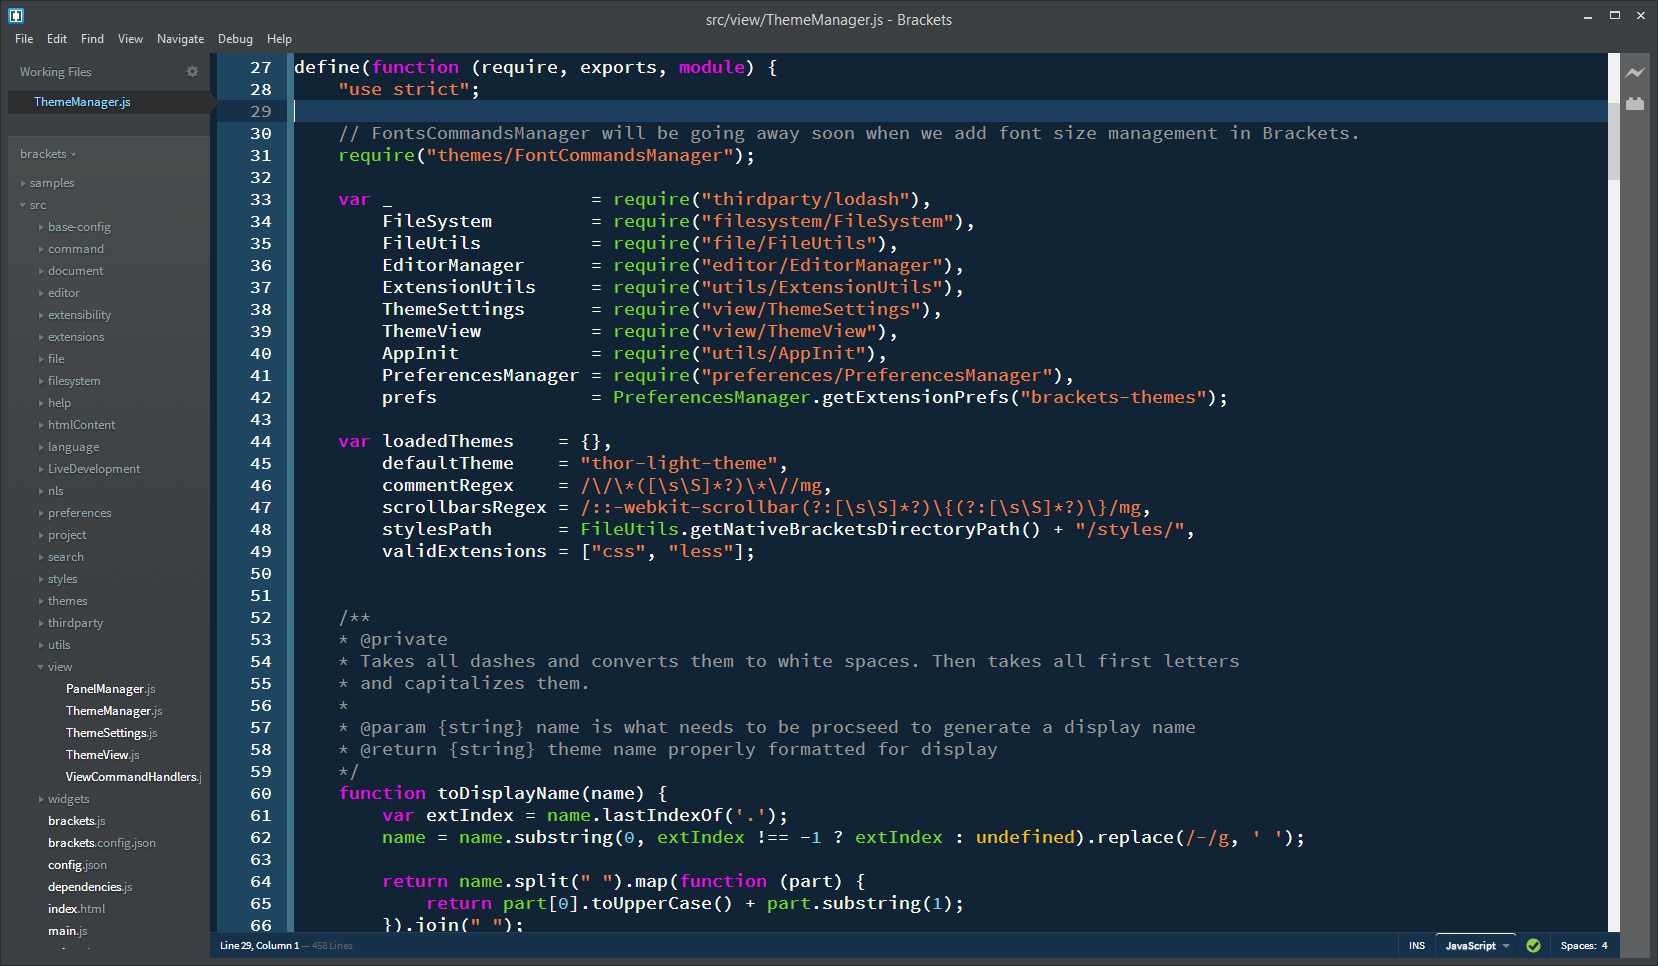 src/view/ThemeManager.js - Brackets
File Edit Find View Navigate Debug Help
Working Files
ThemeManager.js
brackets
samples
src
base-config
command
document
editor
extensibility
extensions
file
filesystem
help
htmlContent
language
LiveDevelopment
nls
preferences
project
search
styles
themes
thirdparty
utils
view
PanelManager.js
ThemeManager.js
ThemeSettings.js
ThemeView.js
ViewCommandHandlers.j
widgets
brackets.js
brackets.config.json
config.json
dependencies.js
index.html
main.js
27 define(function (require, exports, module) {
28     "use strict";
29
30     // FontsCommandsManager will be going away soon when we add font size management in Brackets.
31     require("themes/FontCommandsManager");
32
33     var _                  = require("thirdparty/lodash"),
34         FileSystem         = require("filesystem/FileSystem"),
35         FileUtils          = require("file/FileUtils"),
36         EditorManager      = require("editor/EditorManager"),
37         ExtensionUtils     = require("utils/ExtensionUtils"),
38         ThemeSettings      = require("view/ThemeSettings"),
39         ThemeView          = require("view/ThemeView"),
40         AppInit            = require("utils/AppInit"),
41         PreferencesManager = require("preferences/PreferencesManager"),
42         prefs              = PreferencesManager.getExtensionPrefs("brackets-themes");
43
44     var loadedThemes    = {},
45         defaultTheme    = "thor-light-theme",
46         commentRegex    = /\/\*([\s\S]*?)\*\//mg,
47         scrollbarsRegex = /::-webkit-scrollbar(?:[\s\S]*?)\{(?:[\s\S]*?)\}/mg,
48         stylesPath      = FileUtils.getNativeBracketsDirectoryPath() + "/styles/",
49         validExtensions = ["css", "less"];
50
51
52     /**
53     * @private
54     * Takes all dashes and converts them to white spaces. Then takes all first letters
55     * and capitalizes them.
56     *
57     * @param {string} name is what needs to be procseed to generate a display name
58     * @return {string} theme name properly formatted for display
59     */
60     function toDisplayName(name) {
61         var extIndex = name.lastIndexOf('.');
62         name = name.substring(0, extIndex !== -1 ? extIndex : undefined).replace(/-/g, ' ');
63
64         return name.split(" ").map(function (part) {
65             return part[0].toUpperCase() + part.substring(1);
66         }).join(" ");
Line 29, Column 1 — 458 Lines
INS JavaScript Spaces: 4